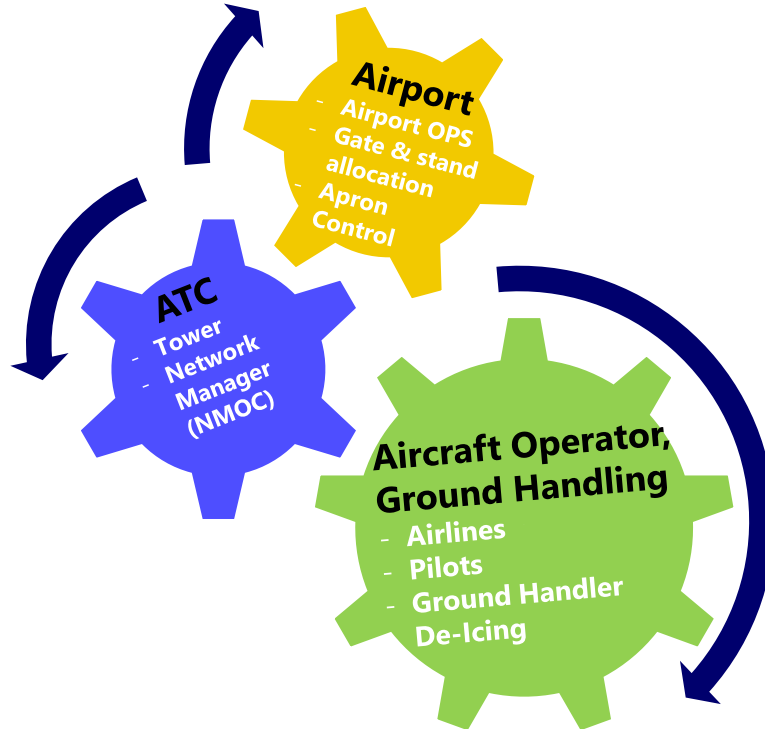 Airport
- Airport OPS
- Gate & stand
allocation
- Apron
Control
ATC
- Tower
- Network
Manager
(NMOC)
Aircraft Operator,
Ground Handling
- Airlines
- Pilots
- Ground Handler
De-Icing